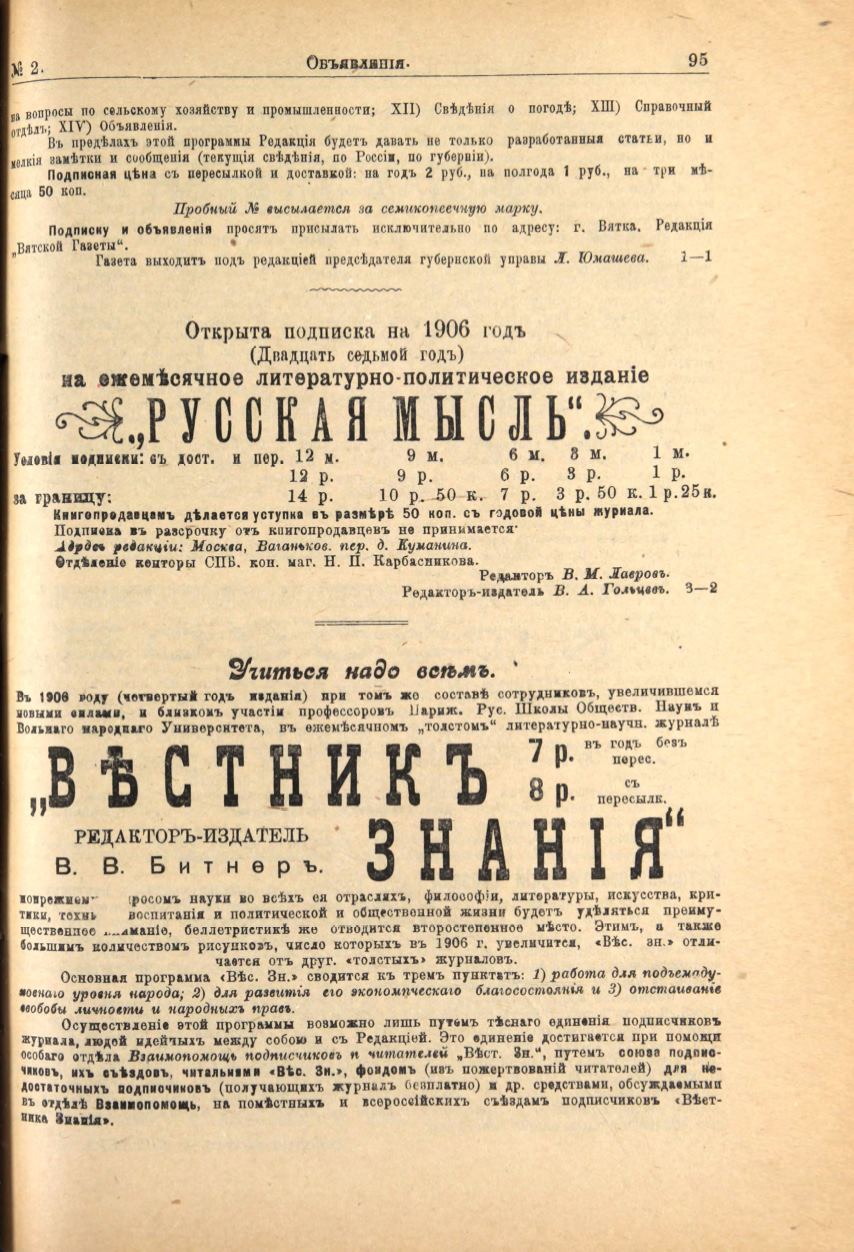 № 2.
Объявленія.
95
на вопросы по сельскому хозяйству и промышленности; XII) Свѣдѣнія о погодѣ; XIII) Справочный
отдѣлъ; XIV) Объявленія.
Въ предѣлахъ этой программы Редакція будетъ давать не только разработанныя статьи, но и
мелкія замѣтки и сообщенія (текущія свѣдѣнія, по Россіи, по губерніи).
Подписная цѣна съ пересылкой и доставкой: на годъ 2 руб., на полгода 1 руб., на три мѣ-
сяца 50 коп.
Пробный № высылается за семикопеечную марку.
Подписку и объявленія просятъ присылать исключительно по адресу: г. Вятка. Редакція
„Вятской Газеты“.
Газета выходитъ подъ редакціей предсѣдателя губернской управы Л. Юмашева. 1—1
Открыта подписка на 1906 годъ
(Двадцать седьмой годъ)
на ежемѣсячное литературно-политическое изданіе
„РУССКАЯ МЫСЛЬ“.
Условія подписки: съ дост. и пер. 12 м. 9 м. 6 м. 3 м. 1 м.
12 р. 9 р. 6 р. 3 р. 1 р.
за границу: 14 р. 10 р. 50 к. 7 р. 3 р. 50 к. 1 р. 25 к.
Книгопродавцамъ дѣлается уступка въ размѣрѣ 50 коп. съ годовой цѣны журнала.
Подписка въ разсрочку отъ книгопродавцевъ не принимается.
Адресъ редакціи: Москва, Ваганьков. пер. д. Куманина.
Отдѣленіе конторы СПБ. кон. маг. Н. П. Карбасникова.
Редакторъ В. М. Лавровъ.
Редакторъ-издатель В. А. Гольцевъ. 3—2
Учиться надо всѣмъ.
Въ 1906 году (четвертый годъ изданія) при томъ же составѣ сотрудниковъ, увеличившемся
новыми силами, и близкомъ участіи профессоровъ Париж. Рус. Школы Обществ. Наукъ и
Вольнаго народнаго Университета, въ ежемѣсячномъ „толстомъ“ литературно-научн. журналѣ
„ВѢСТНИКЪ
7 р. въ годъ безъ перес.
8 р. съ пересылк.
РЕДАКТОРЪ-ИЗДАТЕЛЬ
В. В. Битнеръ.
ЗНАНІЯ“
науки во всѣхъ ея отрасляхъ, философіи, литературы, искусства, кри-
тики, воспитанія и политической и общественной жизни будетъ удѣляться преиму-
щественное беллетристикѣ же отводится второстепенное мѣсто. Этимъ, а также
большимъ количествомъ рисунковъ, число которыхъ въ 1906 г. увеличится, «Вѣс. зн.» отли-
чается отъ друг. «толстыхъ» журналовъ.
Основная программа «Вѣс. Зн.» сводится къ тремъ пунктатъ: 1) работа для подъемаду-
ховнаго уровня народа; 2) для развитія его экономическаго благосостоянія и 3) отстаиваніе
свободы личности и народныхъ правъ.
Осуществленіе этой программы возможно лишь путемъ тѣснаго единенія подписчиковъ
журнала, людей идейныхъ между собою и съ Редакціей. Это единеніе достигается при помощи
особаго отдѣла Взаимопомощь подписчиковъ и читателей „Вѣст. Зн.“, путемъ союза подпис-
чиковъ, ихъ съѣздовъ, читальнями «Вѣс. Зн.», фондомъ (изъ пожертвованій читателей) для не-
достаточныхъ подписчиковъ (получающихъ журналъ безплатно) и др. средствами, обсуждаемыми
въ отдѣлѣ Взаимопомощь, на помѣстныхъ и всероссійскихъ съѣздамъ подписчиковъ «Вѣст-
ника Знанія».